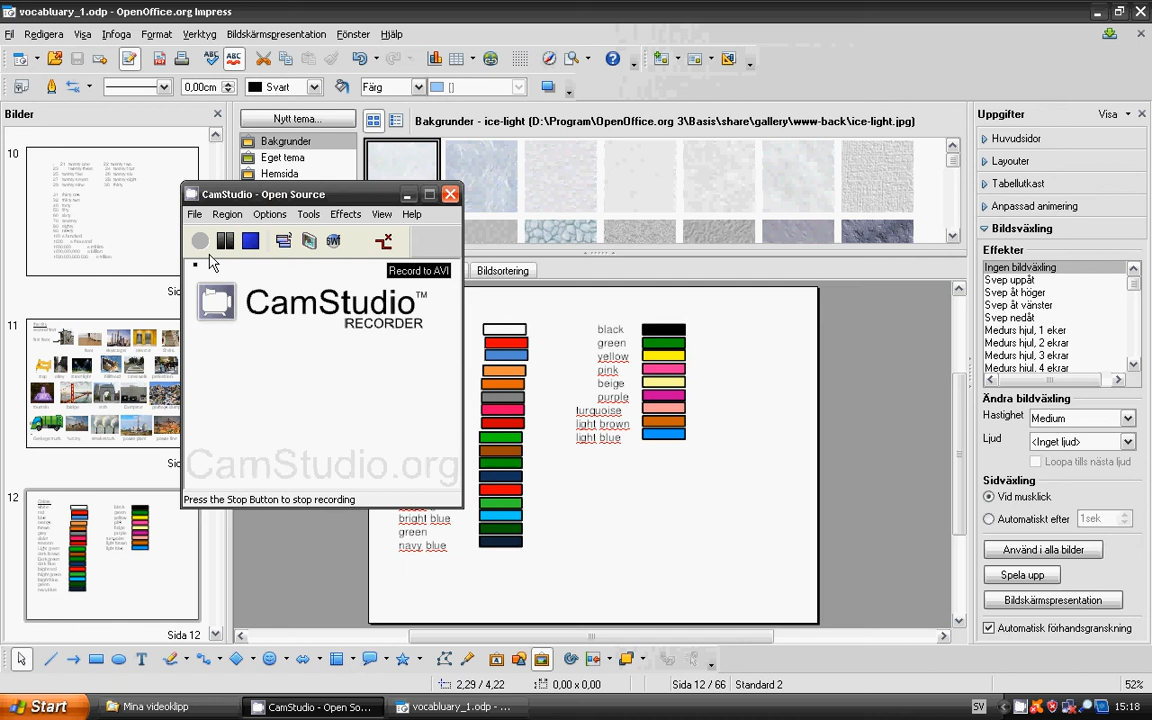 vocabluary_1.odp - OpenOffice.org Impress
Fil Redigera Visa Infoga Format Verktyg Bildskärmspresentation Fönster Hjälp
0,00cm Svart Färg
Bilder
Nytt tema...
Bakgrunder
Eget tema
Hemsida
Bakgrunder - ice-light (D:\Program\OpenOffice.org 3\Basis\share\gallery\www-back\ice-light.jpg)
Uppgifter Visa
Huvudsidor
Layouter
Tabellutkast
Anpassad animering
Bildsväxling
Effekter
Ingen bildväxling
Svep uppåt
Svep åt höger
Svep åt vänster
Svep nedåt
Medurs hjul, 1 eker
Medurs hjul, 2 ekrar
Medurs hjul, 3 ekrar
Medurs hjul, 4 ekrar
Ändra bildväxling
Hastighet Medium
Ljud <Inget ljud>
Loopa tills nästa ljud
Sidväxling
Vid musklick
Automatiskt efter 1sek
Använd i alla bilder
Spela upp
Bildskärmspresentation
Automatisk förhandsgranskning
CamStudio - Open Source
File Region Options Tools Effects View Help
Record to AVI
CamStudio™
RECORDER
CamStudio.org
Press the Stop Button to stop recording
Bildsortering
black
green
yellow
pink
beige
purple
turquoise
light brown
light blue
bright blue
green
navy blue
10
11
12
Sida 12
2,29 / 4,22 0,00 x 0,00 Sida 12 / 66 Standard 2 52%
Start Mina videoklipp CamStudio - Open So... vocabluary_1.odp - ... SV 15:18